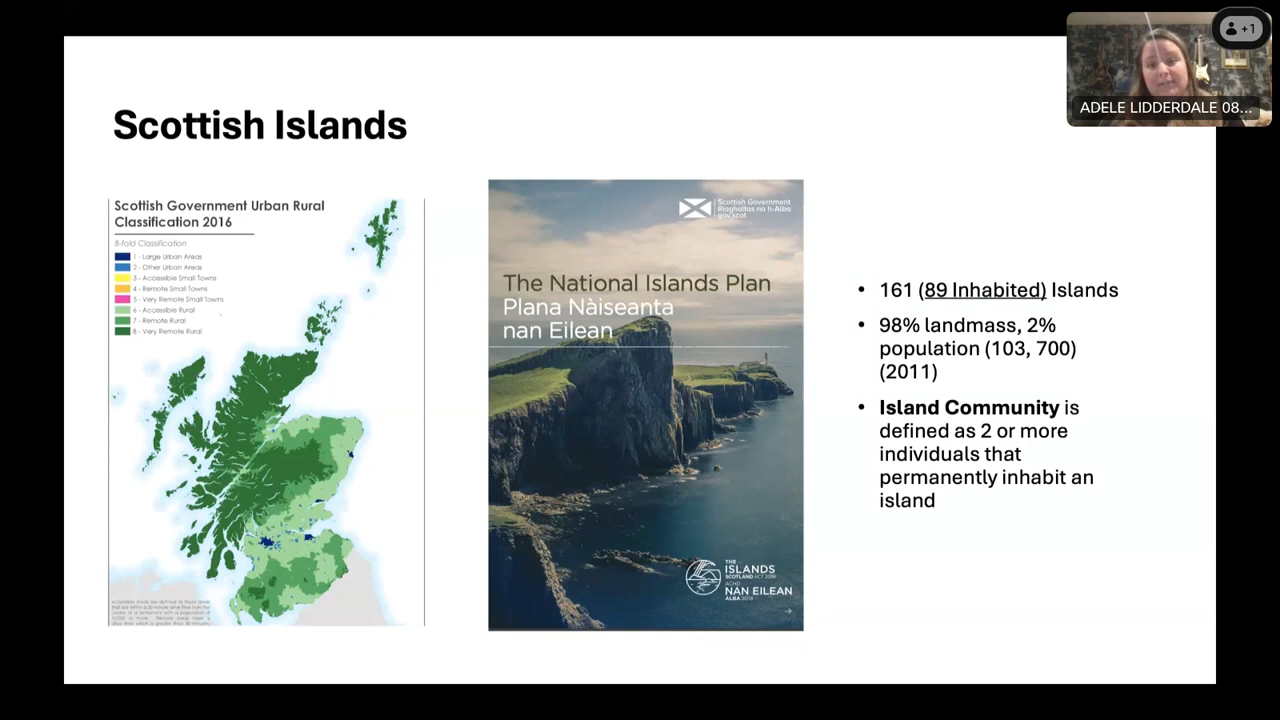 +1
ADELE LIDDERDALE 08...
Scottish Islands
Scottish Government Urban Rural
Classification 2016
8-fold Classification
1 - Large Urban Areas
2 - Other Urban Areas
3 - Accessible Small Towns
4 - Remote Small Towns
5 - Very Remote Small Towns
6 - Accessible Rural
7 - Remote Rural
8 - Very Remote Rural
Scottish Government
Riaghaltas na h-Alba
gov.scot
The National Islands Plan
Plana Nàiseanta
nan Eilean
THE
ISLANDS
SCOTLAND ACT 2018
ACHD
NAN EILEAN
ALBA 2018
• 161 (89 Inhabited) Islands
• 98% landmass, 2%
population (103, 700)
(2011)
• Island Community is
defined as 2 or more
individuals that
permanently inhabit an
island